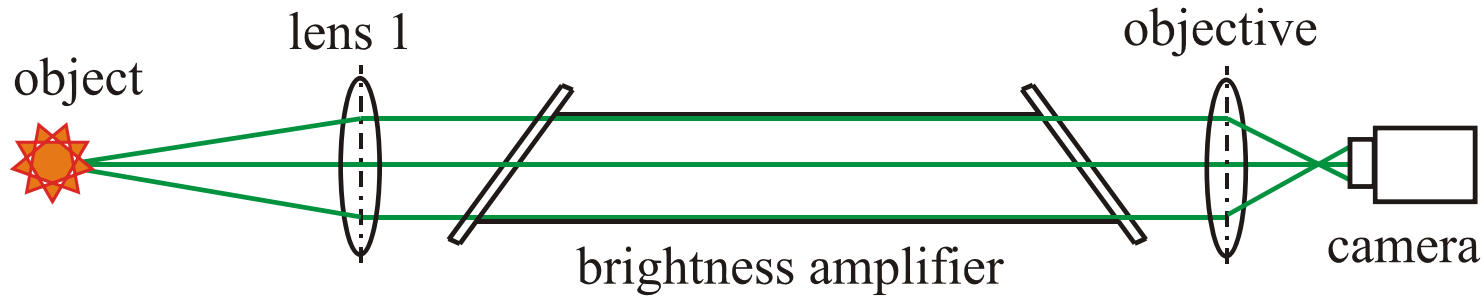 object
lens 1
brightness amplifier
objective
camera